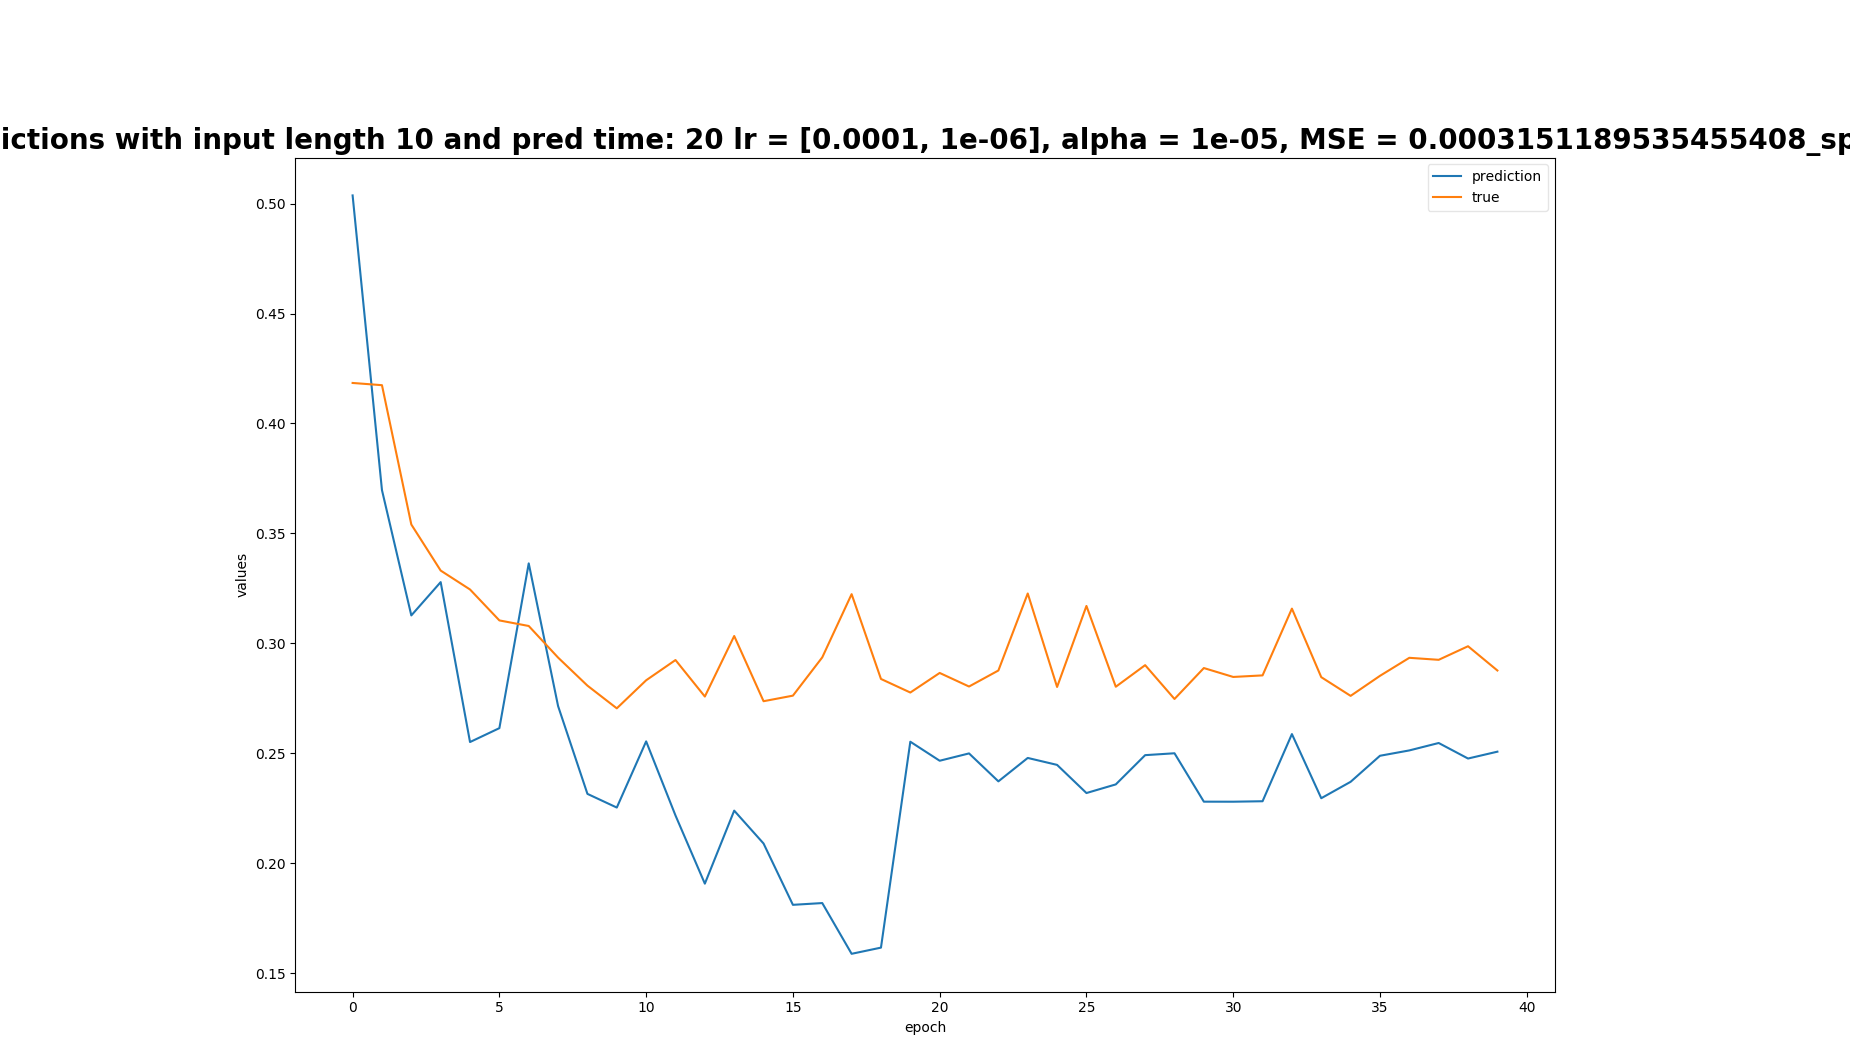 ictions with input length 10 and pred time: 20 lr = [0.0001, 1e-06], alpha = 1e-05, MSE = 0.0003151189535455408_sp
prediction
true
0.50
0.45
0.40
0.35
0.30
0.25
0.20
0.15
values
0 5 10 15 20 25 30 35 40
epoch